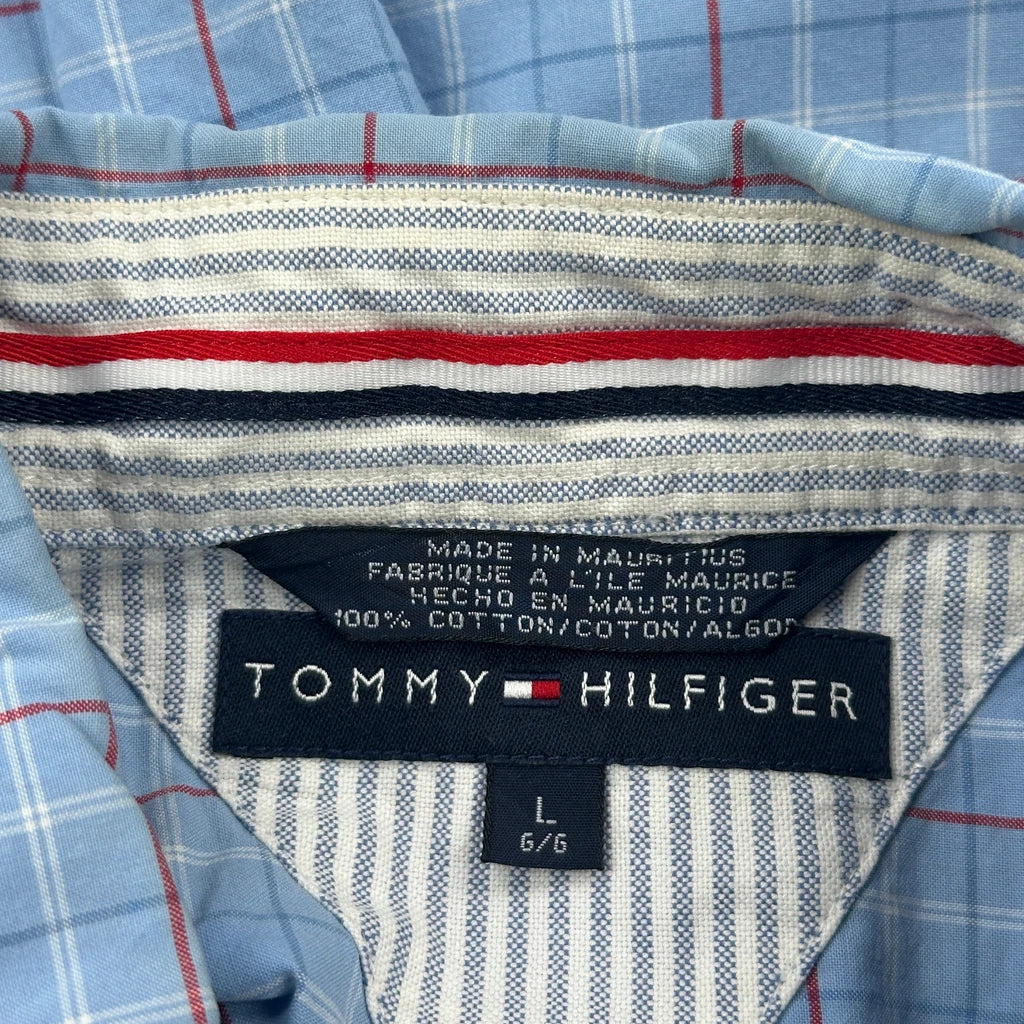 MADE IN MAURITIUS
FABRIQUE A L'ILE MAURICE
HECHO EN MAURICIO
100% COTTON/COTON/ALGOD
TOMMY HILFIGER
L
G/G